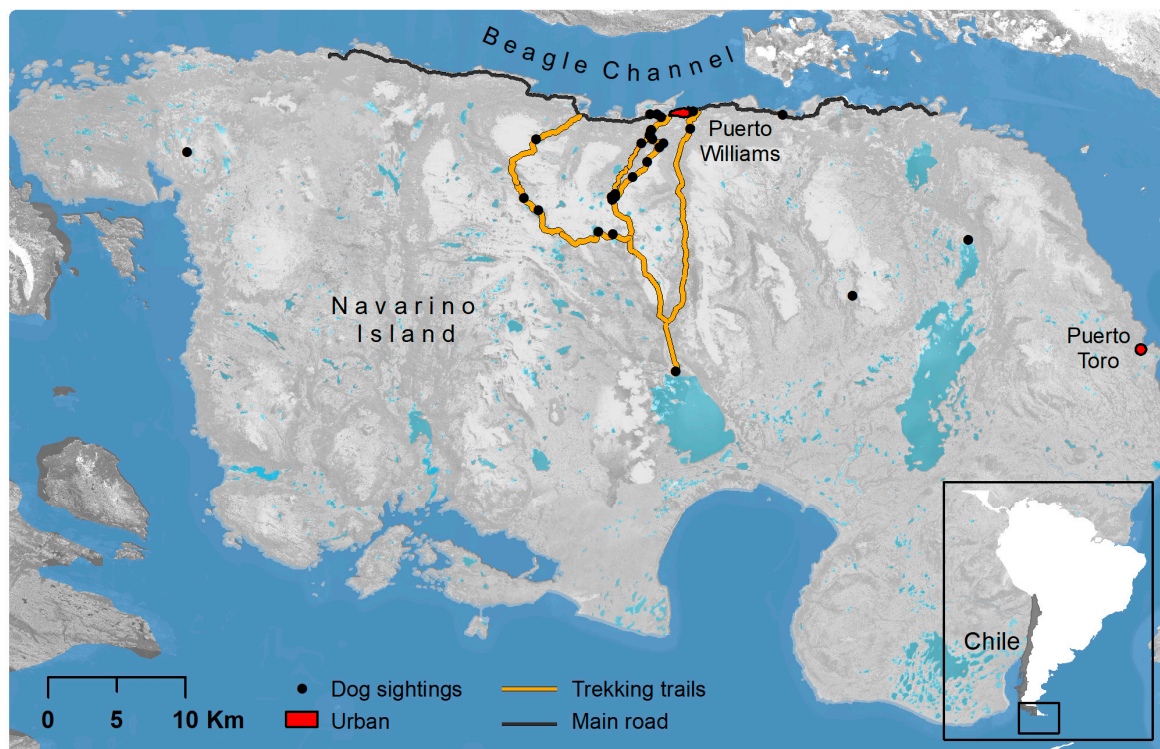 Beagle Channel
Puerto
Williams
Navarino
Island
Puerto
Toro
Chile
Dog sightings
Trekking trails
0 5 10 Km
Urban
Main road